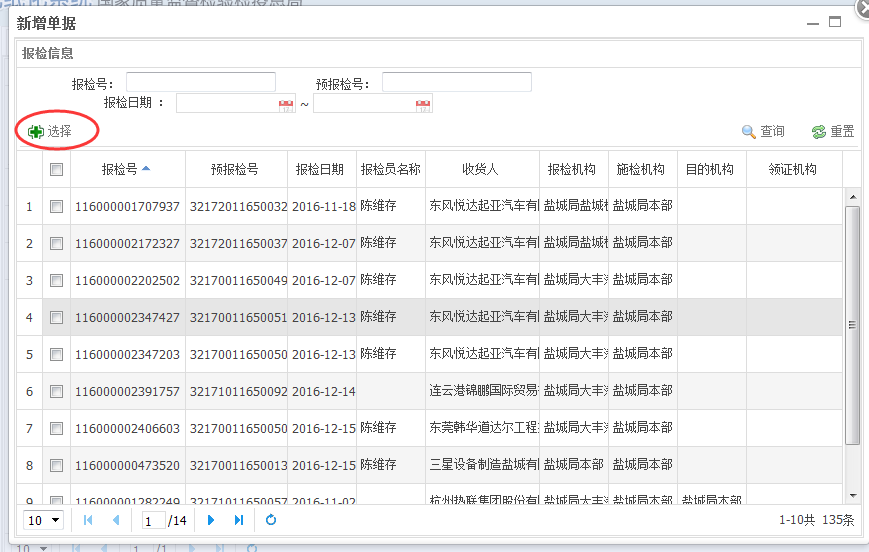 新增单据
报检信息
报检号： 预报检号：
报检日期 ： ~
选择 查询 重置
报检号 预报检号 报检日期 报检员名称 收货人 报检机构 施检机构 目的机构 领证机构
1 116000001707937 32172011650032 2016-11-18 陈维存 东风悦达起亚汽车有 盐城局盐城 盐城局本部
2 116000002172327 32172011650037 2016-12-07 陈维存 东风悦达起亚汽车有 盐城局盐城 盐城局本部
3 116000002202502 32170011650049 2016-12-07 陈维存 东风悦达起亚汽车有 盐城局大丰 盐城局本部
4 116000002347427 32170011650051 2016-12-13 陈维存 东风悦达起亚汽车有 盐城局大丰 盐城局本部
5 116000002347203 32170011650050 2016-12-13 陈维存 东风悦达起亚汽车有 盐城局大丰 盐城局本部
6 116000002391757 32171011650092 2016-12-14 连云港锦鹏国际贸易 盐城局大丰 盐城局本部
7 116000002406603 32170011650050 2016-12-15 陈维存 东莞韩华道达尔工程 盐城局大丰 盐城局本部
8 116000000473520 32170011650013 2016-12-15 陈维存 三星设备制造盐城有 盐城局本部 盐城局本部
9 116000001282249 32171011650057 2016-11-02 杭州热联集团股份有 盐城局大丰 盐城局本部 盐城局本部
10 1 /14 1-10共 135条